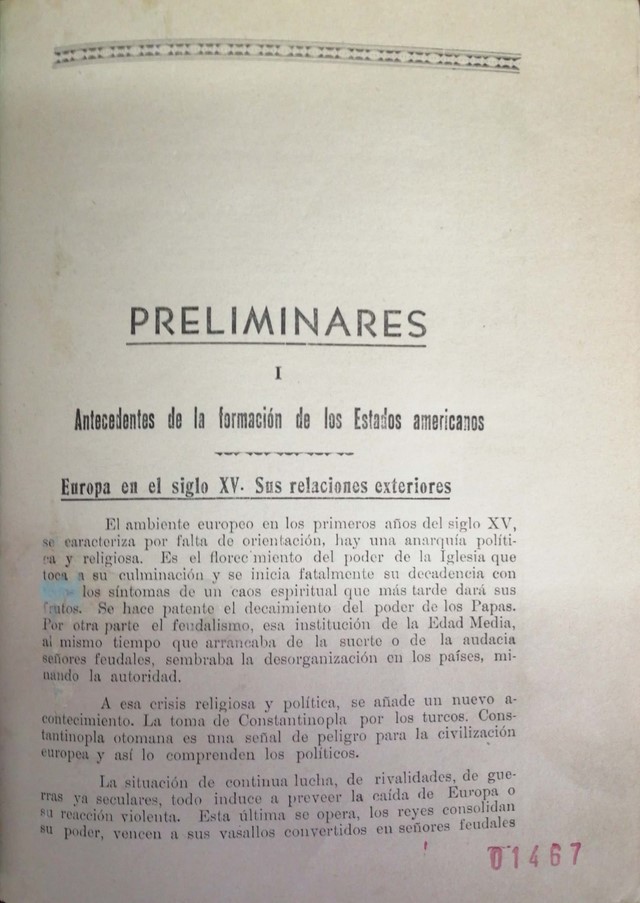 PRELIMINARES
I
Antecedentes de la formación de los Estados americanos
Europa en el siglo XV. Sus relaciones exteriores
El ambiente europeo en los primeros años del siglo XV,
se caracteriza por falta de orientación, hay una anarquía políti-
ca y religiosa. Es el florecimiento del poder de la Iglesia que
toca a su culminación y se inicia fatalmente su decadencia con
los síntomas de un caos espiritual que más tarde dará sus
frutos. Se hace patente el decaimiento del poder de los Papas.
Por otra parte el feudalismo, esa institución de la Edad Media,
al mismo tiempo que arrancaba de la suerte o de la audacia
señores feudales, sembraba la desorganización en los países, mi-
nando la autoridad.
A esa crisis religiosa y política, se añade un nuevo a-
contecimiento. La toma de Constantinopla por los turcos. Cons-
tantinopla otomana es una señal de peligro para la civilización
europea y así lo comprenden los políticos.
La situación de continua lucha, de rivalidades, de gue-
rras ya seculares, todo induce a preveer la caída de Europa o
su reacción violenta. Esta última se opera, los reyes consolidan
su poder, vencen a sus vasallos convertidos en señores feudales
01467